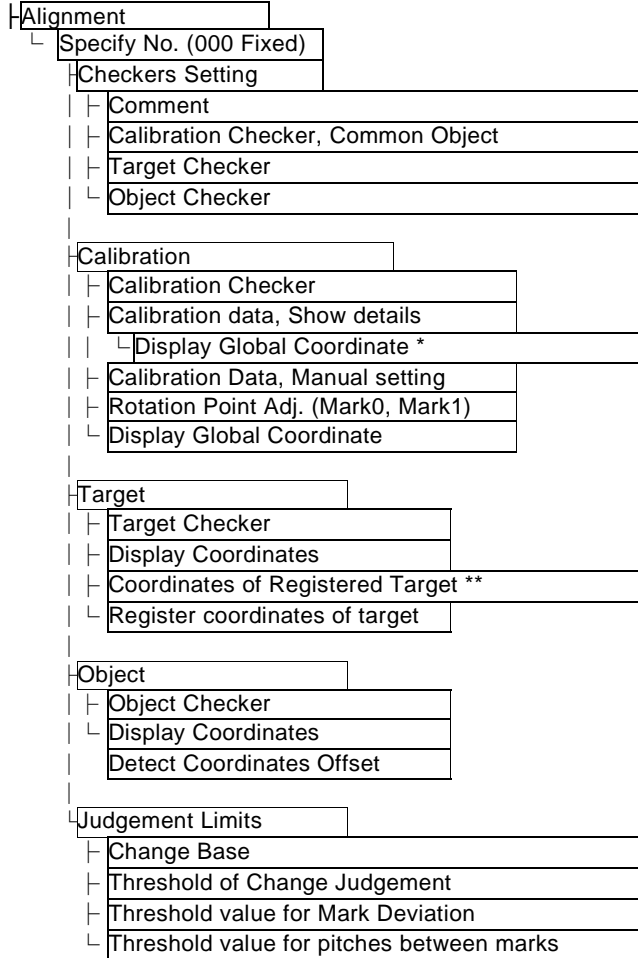 Alignment
Specify No. (000 Fixed)
Checkers Setting
Comment
Calibration Checker, Common Object
Target Checker
Object Checker
Calibration
Calibration Checker
Calibration data, Show details
Display Global Coordinate *
Calibration Data, Manual setting
Rotation Point Adj. (Mark0, Mark1)
Display Global Coordinate
Target
Target Checker
Display Coordinates
Coordinates of Registered Target **
Register coordinates of target
Object
Object Checker
Display Coordinates
Detect Coordinates Offset
Judgement Limits
Change Base
Threshold of Change Judgement
Threshold value for Mark Deviation
Threshold value for pitches between marks